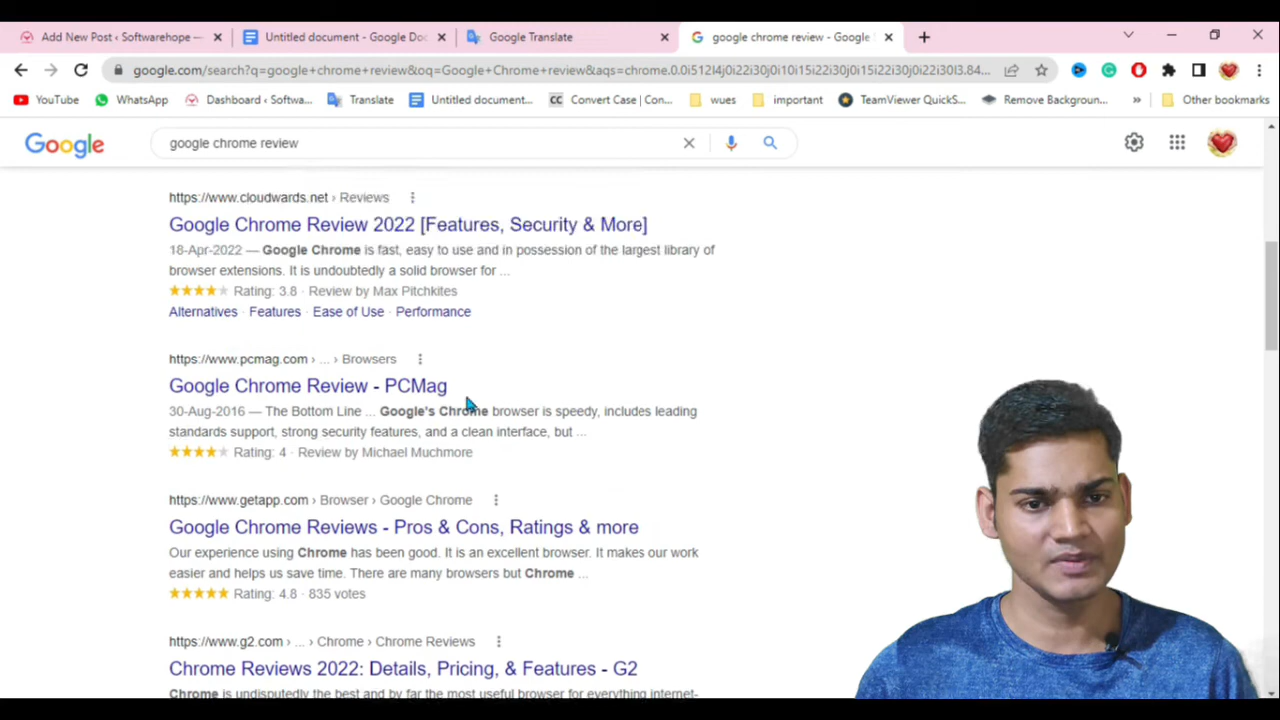 Add New Post ‹ Softwarehope —
Untitled document - Google Doc
Google Translate
google chrome review - Google S
google.com/search?q=google+chrome+review&oq=Google+Chrome+review&aqs=chrome.0.0i512l4j0i22i30j0i10i15i22i30j0i15i22i30j0i22i30l3.84...
YouTube
WhatsApp
Dashboard ‹ Softwa...
Translate
Untitled document...
CC Convert Case | Con...
wues
important
TeamViewer QuickS...
Remove Backgroun...
»
Other bookmarks
Google
google chrome review
https://www.cloudwards.net › Reviews
Google Chrome Review 2022 [Features, Security & More]
18-Apr-2022 — Google Chrome is fast, easy to use and in possession of the largest library of
browser extensions. It is undoubtedly a solid browser for ...
Rating: 3.8 · Review by Max Pitchkites
Alternatives · Features · Ease of Use · Performance
https://www.pcmag.com › ... › Browsers
Google Chrome Review - PCMag
30-Aug-2016 — The Bottom Line ... Google's Chrome browser is speedy, includes leading
standards support, strong security features, and a clean interface, but ...
Rating: 4 · Review by Michael Muchmore
https://www.getapp.com › Browser › Google Chrome
Google Chrome Reviews - Pros & Cons, Ratings & more
Our experience using Chrome has been good. It is an excellent browser. It makes our work
easier and helps us save time. There are many browsers but Chrome ...
Rating: 4.8 · 835 votes
https://www.g2.com › ... › Chrome › Chrome Reviews
Chrome Reviews 2022: Details, Pricing, & Features - G2
Chrome is undisputedly the best and by far the most useful browser for everything internet-